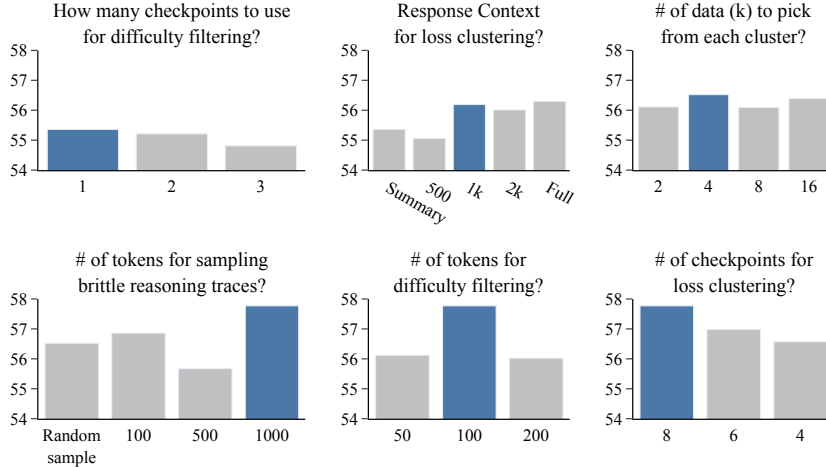 How many checkpoints to use
for difficulty filtering?
58
57
56
55
54
1
2
3
Response Context
for loss clustering?
58
57
56
55
54
Summary
500
1k
2k
Full
# of data (k) to pick
from each cluster?
58
57
56
55
54
2
4
8
16
# of tokens for sampling
brittle reasoning traces?
58
57
56
55
54
Random
sample
100
500
1000
# of tokens for
difficulty filtering?
58
57
56
55
54
50
100
200
# of checkpoints for
loss clustering?
58
57
56
55
54
8
6
4